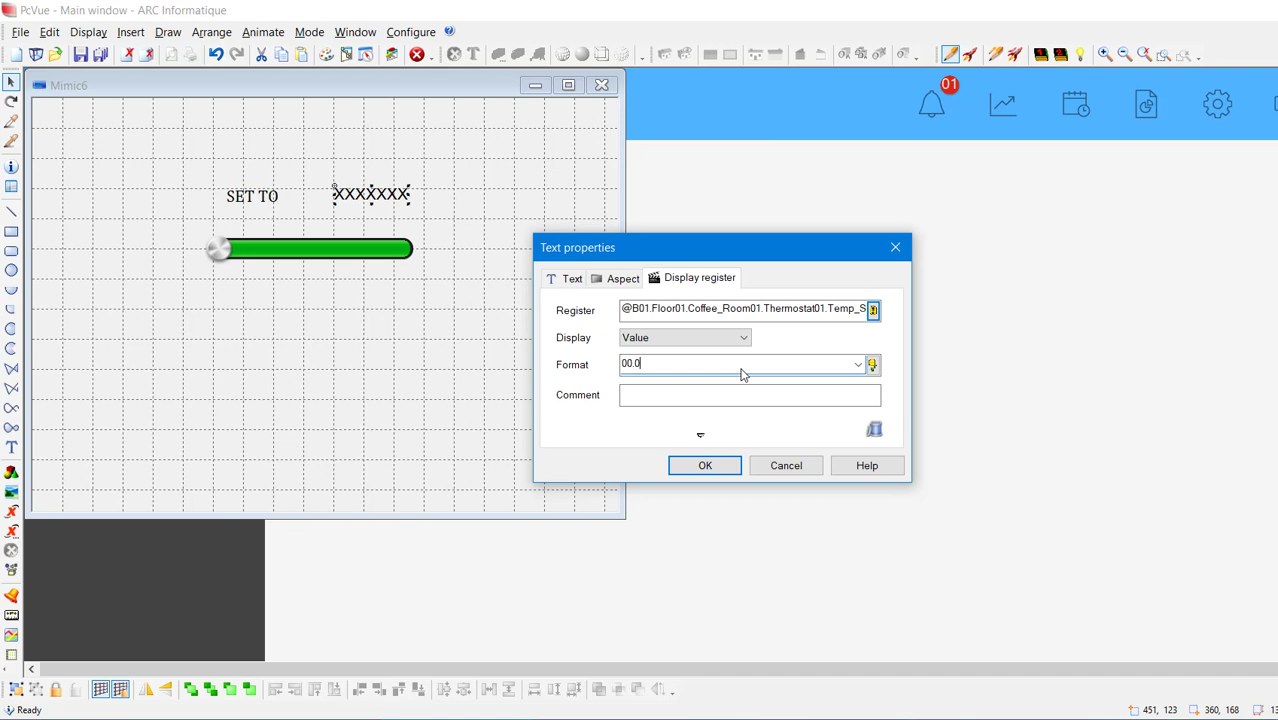 PcVue - Main window - ARC Informatique
File Edit Display Insert Draw Arrange Animate Mode Window Configure
Mimic6
01
SET TO XXXXXXX
Text properties
Text Aspect Display register
Register @B01.Floor01.Coffee_Room01.Thermostat01.Temp_S
Display Value
Format 00.0
Comment
OK Cancel Help
Ready
451, 123 360, 168 13